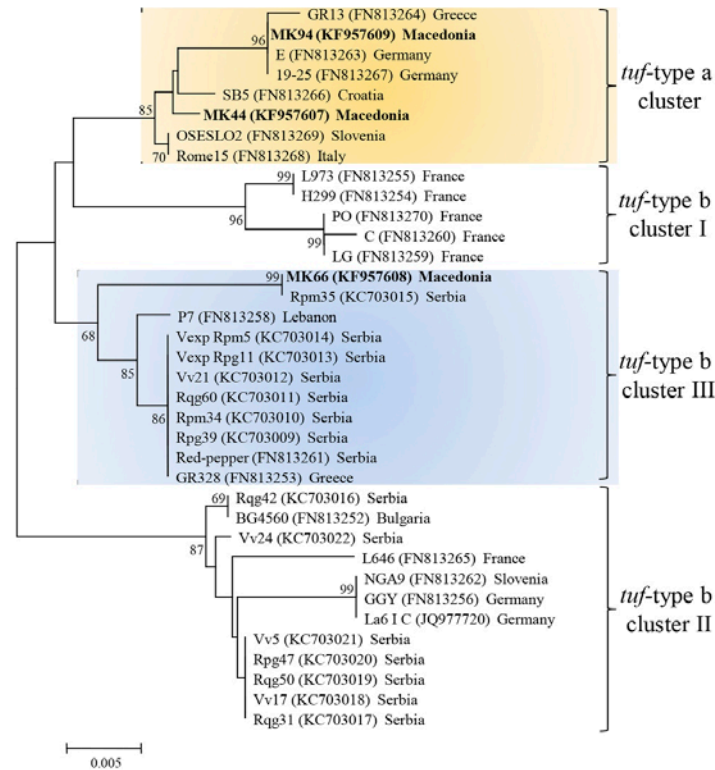 GR13 (FN813264) Greece
MK94 (KF957609) Macedonia
96
E (FN813263) Germany
19-25 (FN813267) Germany
SB5 (FN813266) Croatia
85
MK44 (KF957607) Macedonia
OSESLO2 (FN813269) Slovenia
70
Rome15 (FN813268) Italy
tuf-type a
cluster
99
L973 (FN813255) France
H299 (FN813254) France
96
PO (FN813270) France
C (FN813260) France
99
LG (FN813259) France
tuf-type b
cluster I
99
MK66 (KF957608) Macedonia
Rpm35 (KC703015) Serbia
68
P7 (FN813258) Lebanon
Vexp Rpm5 (KC703014) Serbia
Vexp Rpg11 (KC703013) Serbia
85
Vv21 (KC703012) Serbia
Rqg60 (KC703011) Serbia
86
Rpm34 (KC703010) Serbia
Rpg39 (KC703009) Serbia
Red-pepper (FN813261) Serbia
GR328 (FN813253) Greece
tuf-type b
cluster III
69
Rqg42 (KC703016) Serbia
BG4560 (FN813252) Bulgaria
87
Vv24 (KC703022) Serbia
L646 (FN813265) France
99
NGA9 (FN813262) Slovenia
GGY (FN813256) Germany
La6 I C (JQ977720) Germany
Vv5 (KC703021) Serbia
Rpg47 (KC703020) Serbia
Rqg50 (KC703019) Serbia
Vv17 (KC703018) Serbia
Rqg31 (KC703017) Serbia
tuf-type b
cluster II
0.005